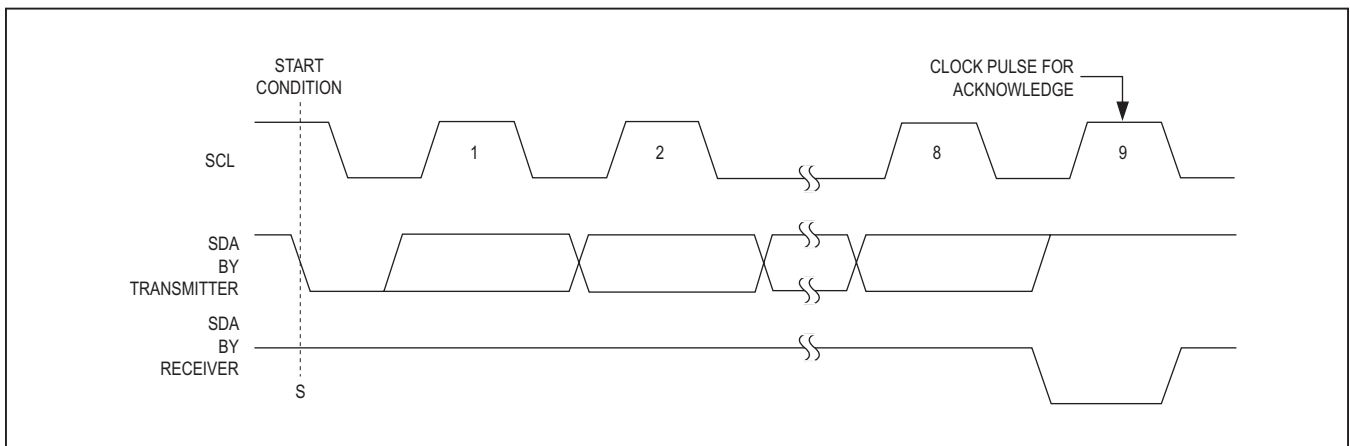 START
CONDITION
CLOCK PULSE FOR
ACKNOWLEDGE
SCL
1
2
8
9
SDA
BY
TRANSMITTER
SDA
BY
RECEIVER
S